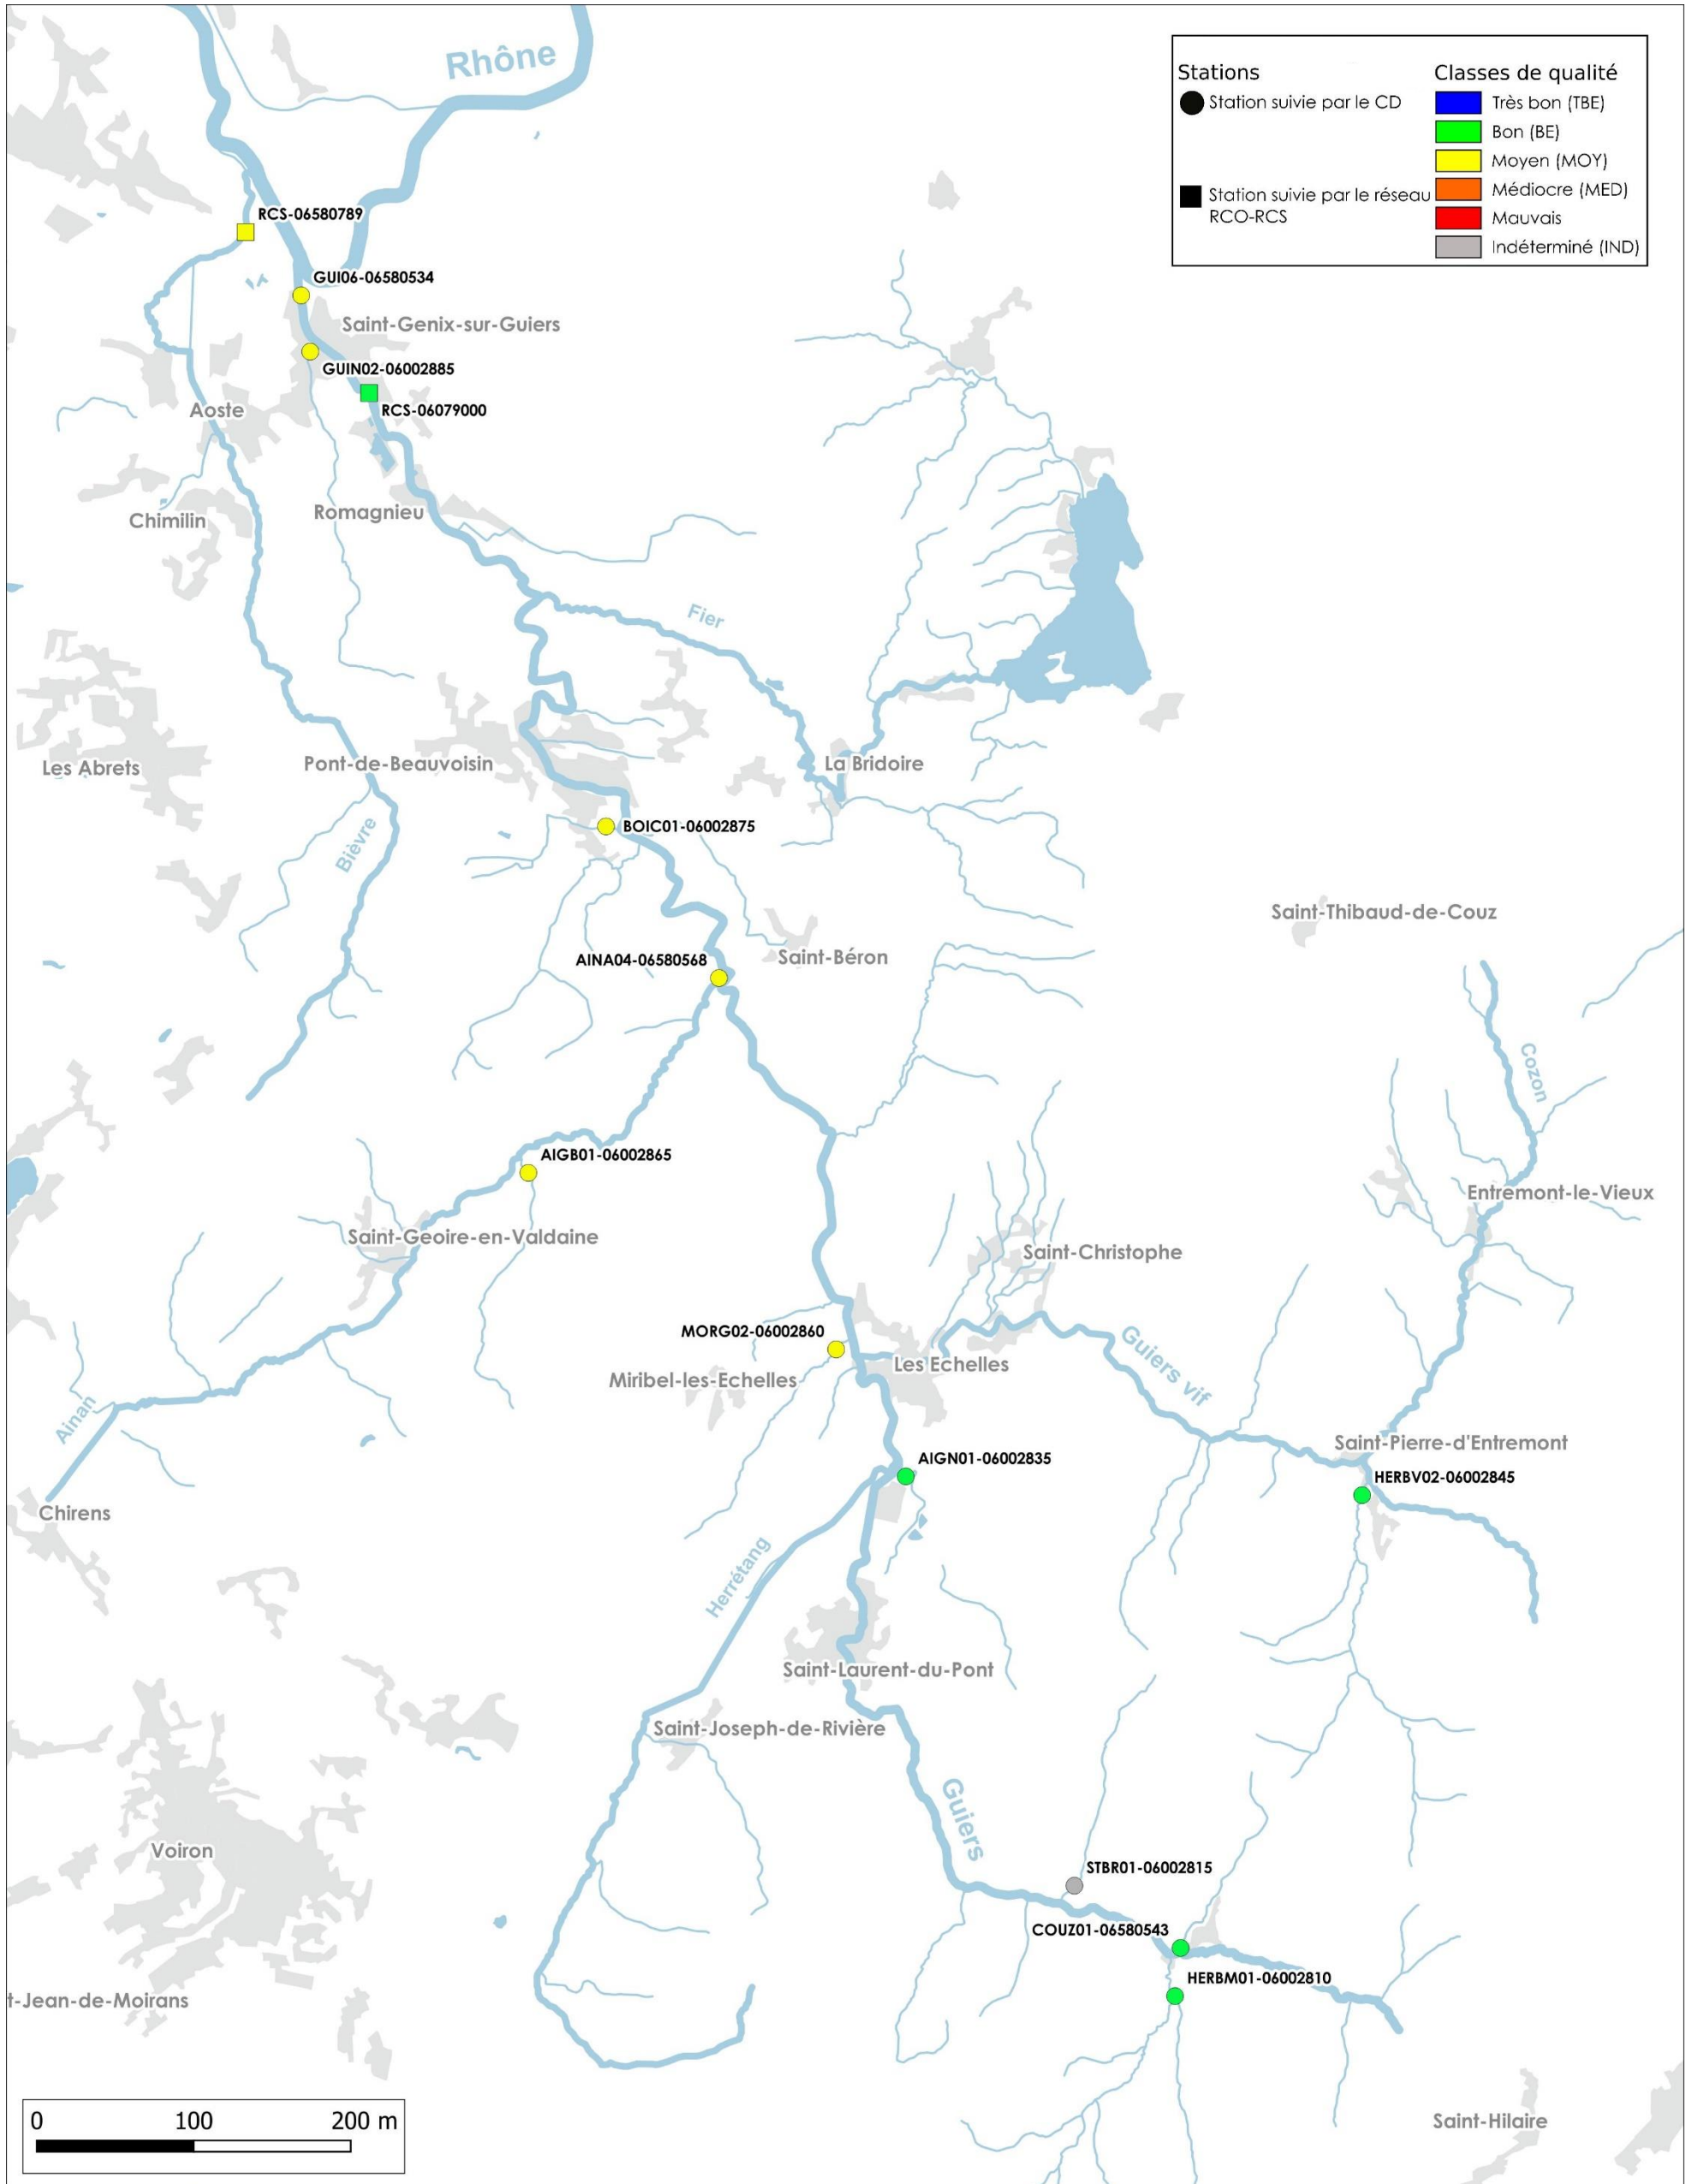 Rhône
Stations
Station suivie par le CD
Station suivie par le réseau
RCO-RCS
Classes de qualité
Très bon (TBE)
Bon (BE)
Moyen (MOY)
Médiocre (MED)
Mauvais
Indéterminé (IND)
RCS-06580789
GUI06-06580534
Saint-Genix-sur-Guiers
GUIN02-06002885
RCS-06079000
Aoste
Romagnieu
Chimilin
Fier
Les Abrets
Pont-de-Beauvoisin
La Bridoire
BOIC01-06002875
Bièvre
Saint-Thibaud-de-Couz
AINA04-06580568
Saint-Béron
Cozon
AIGB01-06002865
Entremont-le-Vieux
Saint-Geoire-en-Valdaine
Saint-Christophe
MORG02-06002860
Guiers vif
Les Echelles
Miribel-les-Echelles
Ainan
Saint-Pierre-d'Entremont
AIGN01-06002835
HERBV02-06002845
Chirens
Herrétang
Saint-Laurent-du-Pont
Saint-Joseph-de-Rivière
Guiers
Voiron
STBR01-06002815
COUZ01-06580543
HERBM01-06002810
t-Jean-de-Moirans
0 100 200 m
Saint-Hilaire